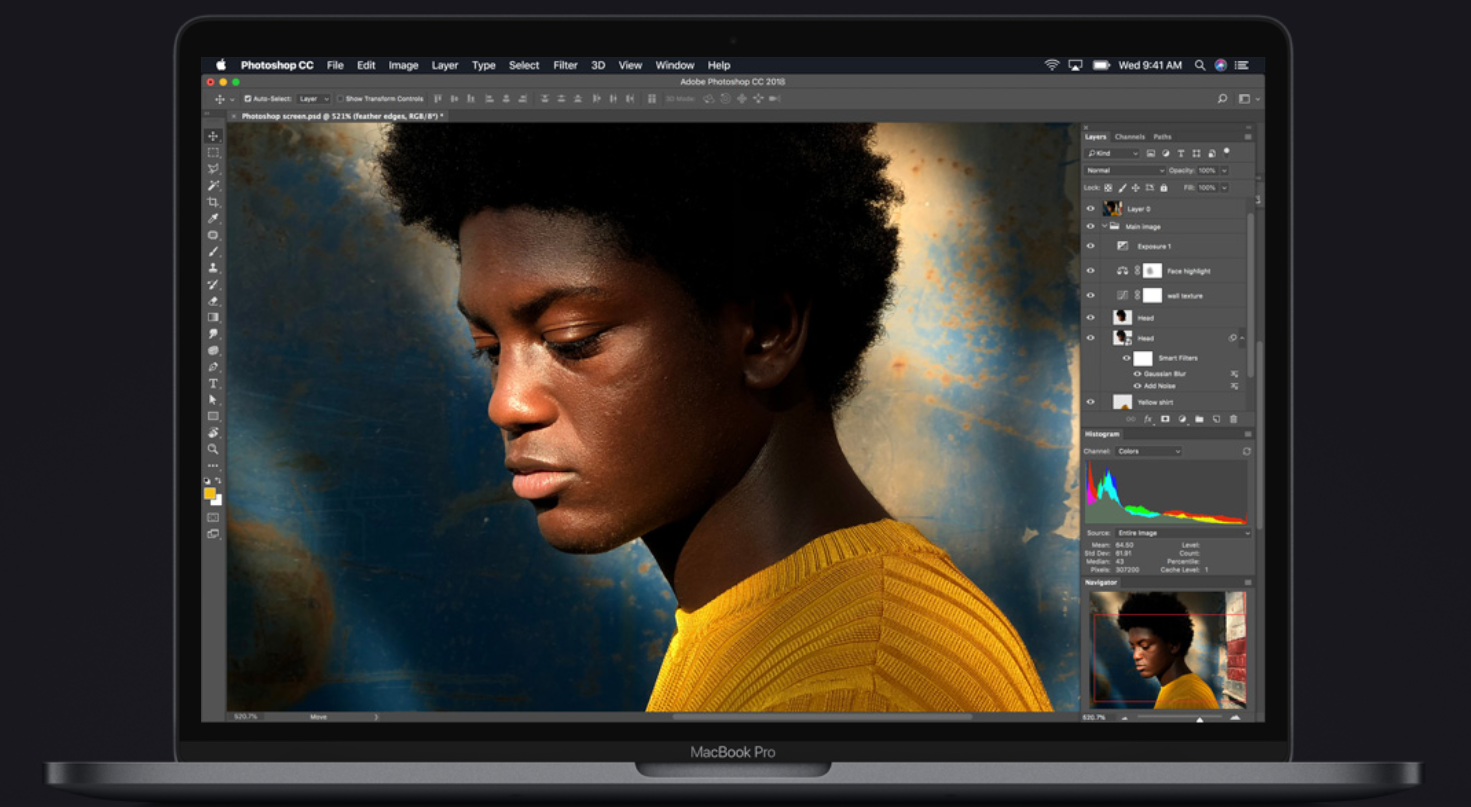 Photoshop CC File Edit Image Layer Type Select Filter 3D View Window Help Wed 9:41 AM
Adobe Photoshop CC 2018
Auto-Select: Layer Show Transform Controls 3D Mode:
Photoshop screen.psd @ 521% (feather edges, RGB/8*) *
Layers Channels Paths
Kind
Normal Opacity: 100%
Lock: Fill: 100%
Layer 0
Main image
Exposure 1
Face highlight
wall texture
Head
Head
Smart Filters
Gaussian Blur
Add Noise
Yellow shirt
fx
Histogram
Channel: Colors
Source: Entire Image
Mean: 64.50 Level:
Std Dev: 61.91 Count:
Median: 43 Percentile:
Pixels: 307200 Cache Level: 1
Navigator
520.7% Move
520.7%
MacBook Pro